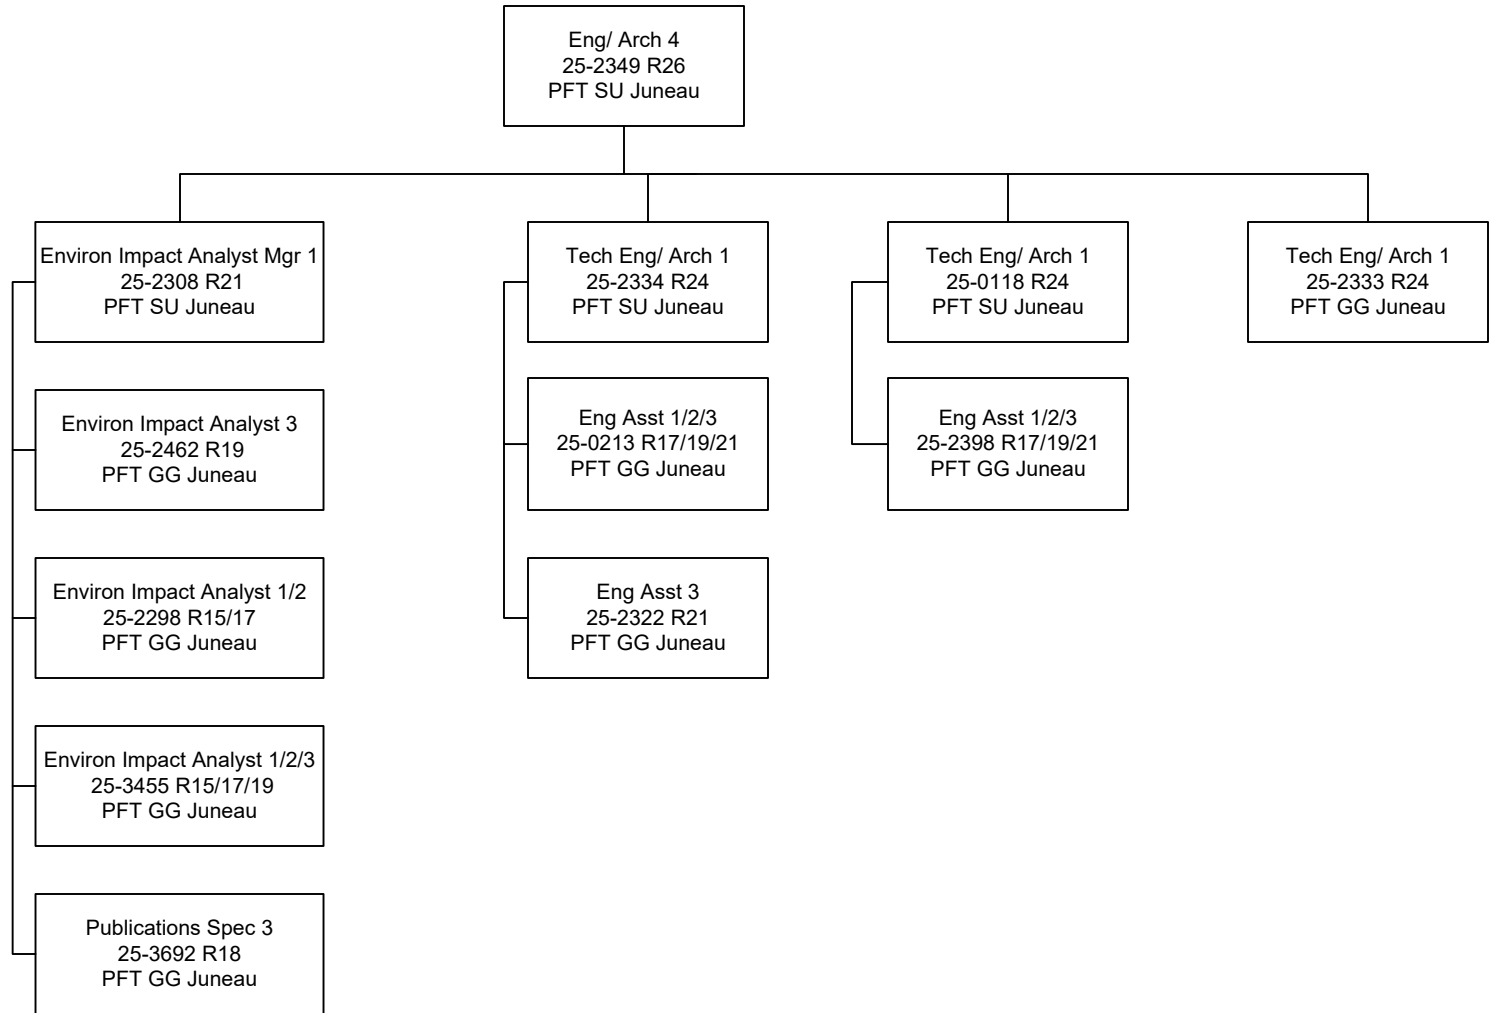 Eng/ Arch 4
25-2349 R26
PFT SU Juneau
Environ Impact Analyst Mgr 1
25-2308 R21
PFT SU Juneau
Tech Eng/ Arch 1
25-2334 R24
PFT SU Juneau
Tech Eng/ Arch 1
25-0118 R24
PFT SU Juneau
Tech Eng/ Arch 1
25-2333 R24
PFT GG Juneau
Environ Impact Analyst 3
25-2462 R19
PFT GG Juneau
Eng Asst 1/2/3
25-0213 R17/19/21
PFT GG Juneau
Eng Asst 1/2/3
25-2398 R17/19/21
PFT GG Juneau
Environ Impact Analyst 1/2
25-2298 R15/17
PFT GG Juneau
Eng Asst 3
25-2322 R21
PFT GG Juneau
Environ Impact Analyst 1/2/3
25-3455 R15/17/19
PFT GG Juneau
Publications Spec 3
25-3692 R18
PFT GG Juneau